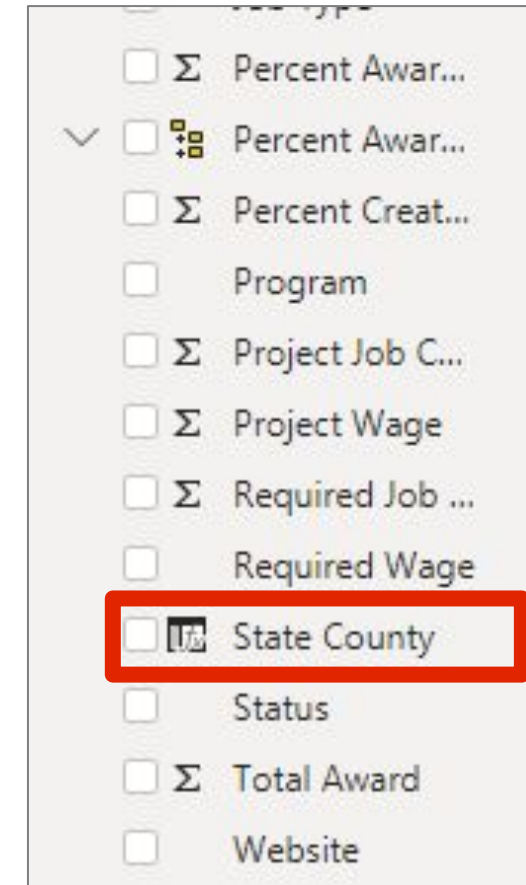 Σ Percent Awar...
Percent Awar...
Σ Percent Creat...
Program
Σ Project Job C...
Σ Project Wage
Σ Required Job ...
Required Wage
State County
Status
Σ Total Award
Website